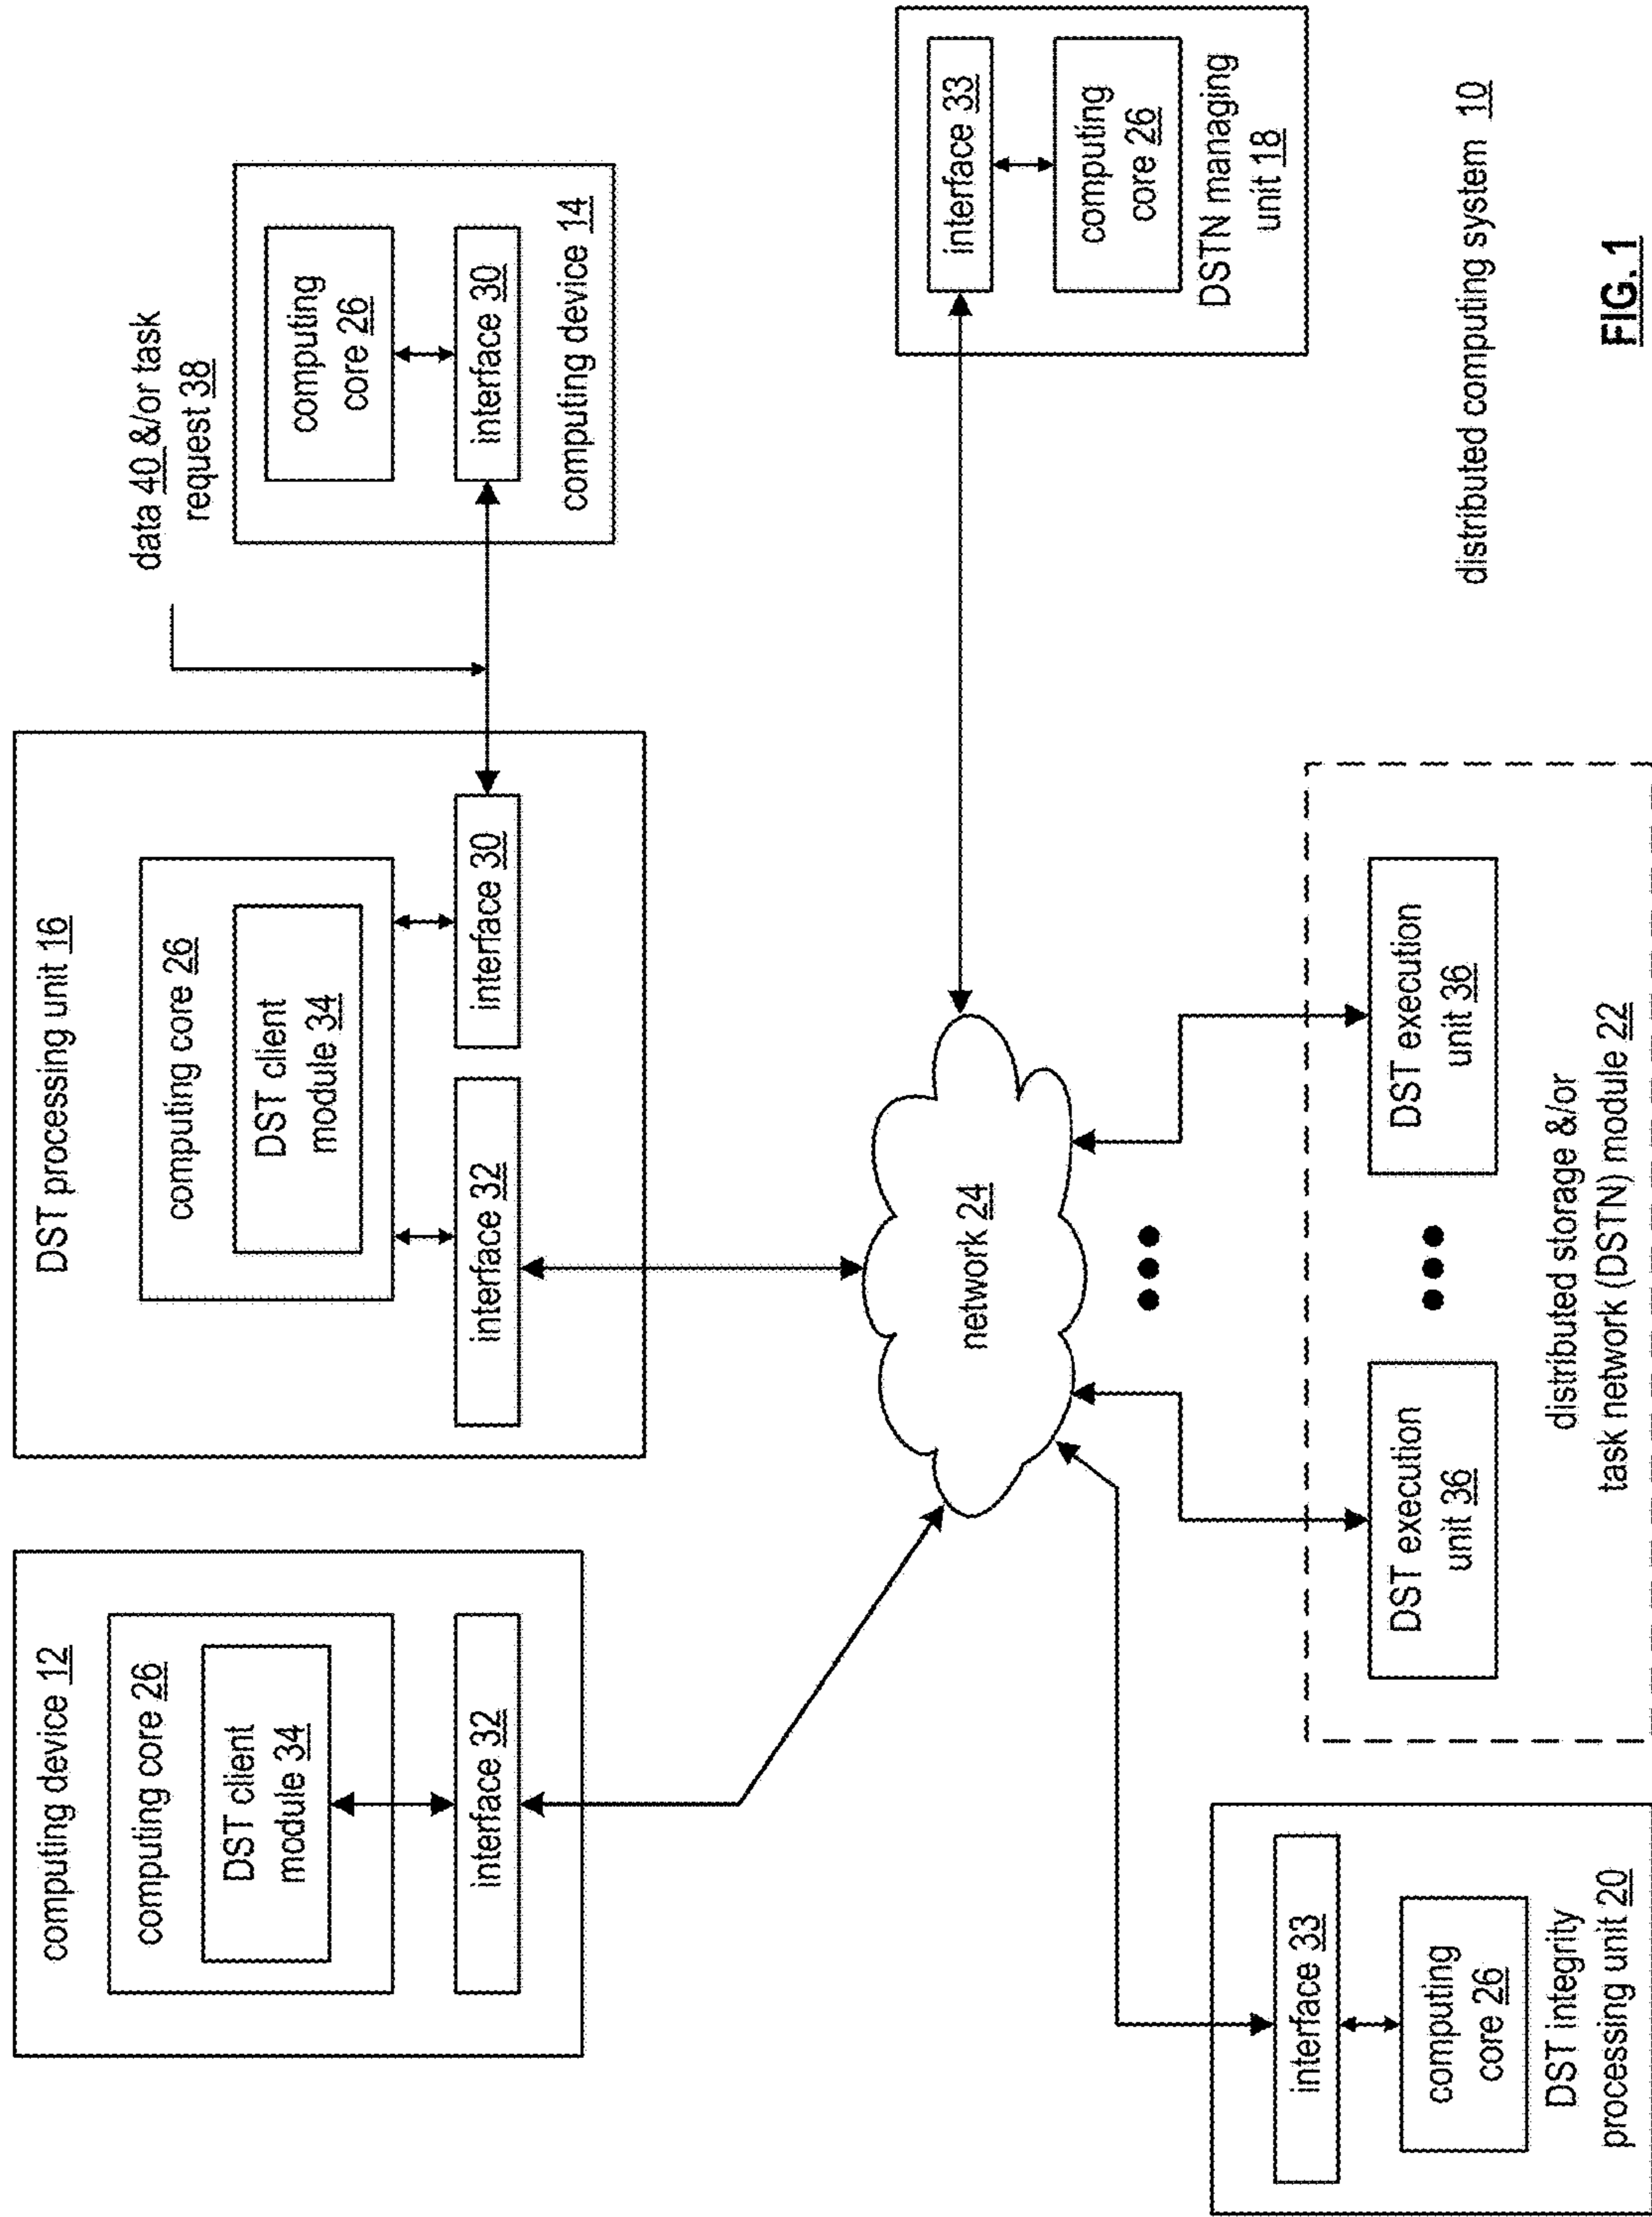 computing device 12
computing core 26
DST client
module 34
interface 32
DST processing unit 16
computing core 26
DST client
module 34
interface 32
interface 30
data 40 &/or task
request 38
computing
core 26
interface 30
computing device 14
network 24
interface 33
computing
core 26
DSTN managing
unit 18
interface 33
computing
core 26
DST integrity
processing unit 20
DST execution
unit 36
DST execution
unit 36
distributed storage &/or
task network (DSTN) module 22
distributed computing system 10
FIG. 1